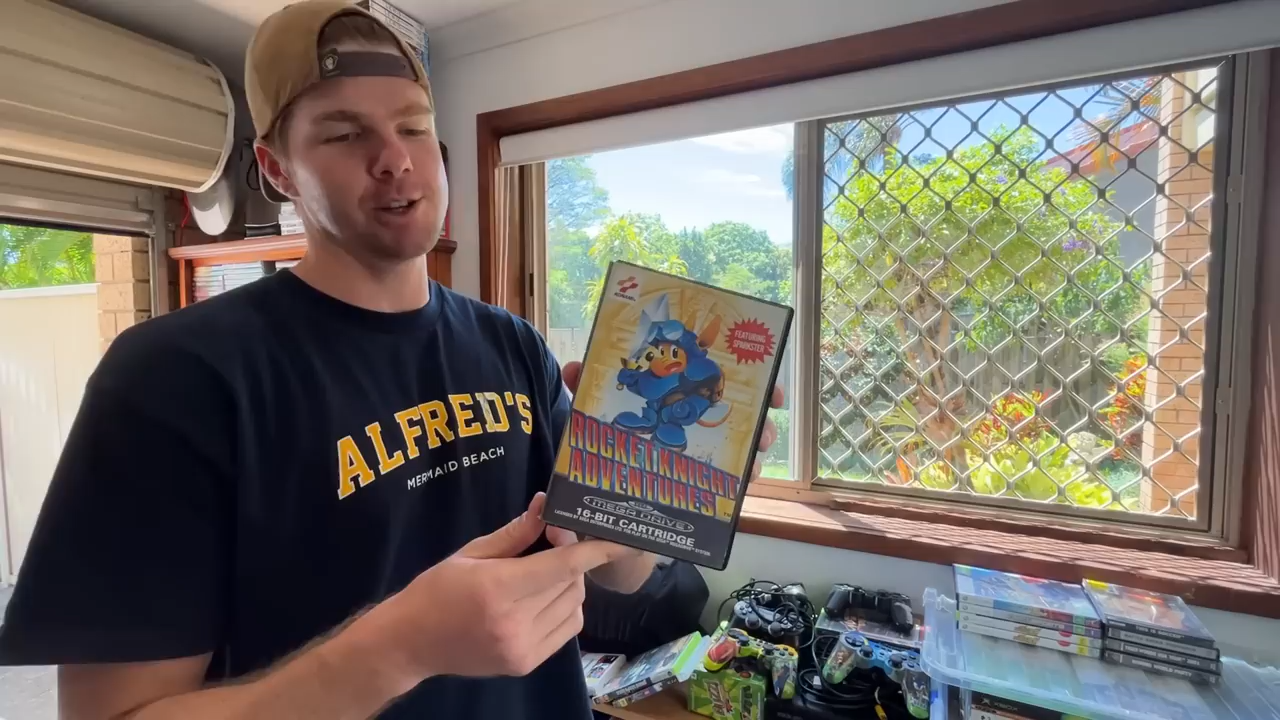 KONAMI
FEATURING
SPARKSTER
ROCKET KNIGHT
ADVENTURES
MEGA DRIVE
16-BIT CARTRIDGE
ALFRED'S
MERMAID BEACH